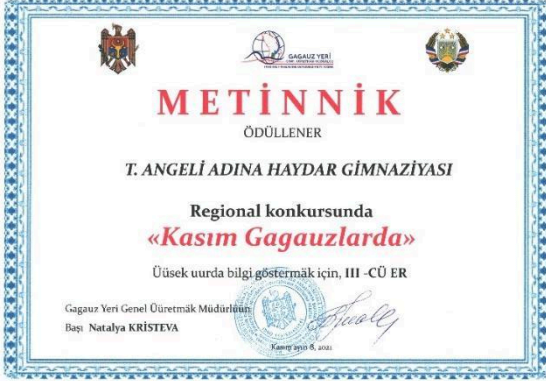 GAGAUZ YERİ
METİNNİK
ÖDÜLLENER
T. ANGELİ ADINA HAYDAR GİMNAZİYASI
Regional konkursunda
«Kasım Gagauzlarda»
Üüsek uurda bilgi göstermäk için, III -CÜ ER
Gagauz Yeri Genel Üüretmäk Müdürlüün
Başı Natalya KRİSTEVA
Kasım ayın 8, 2021